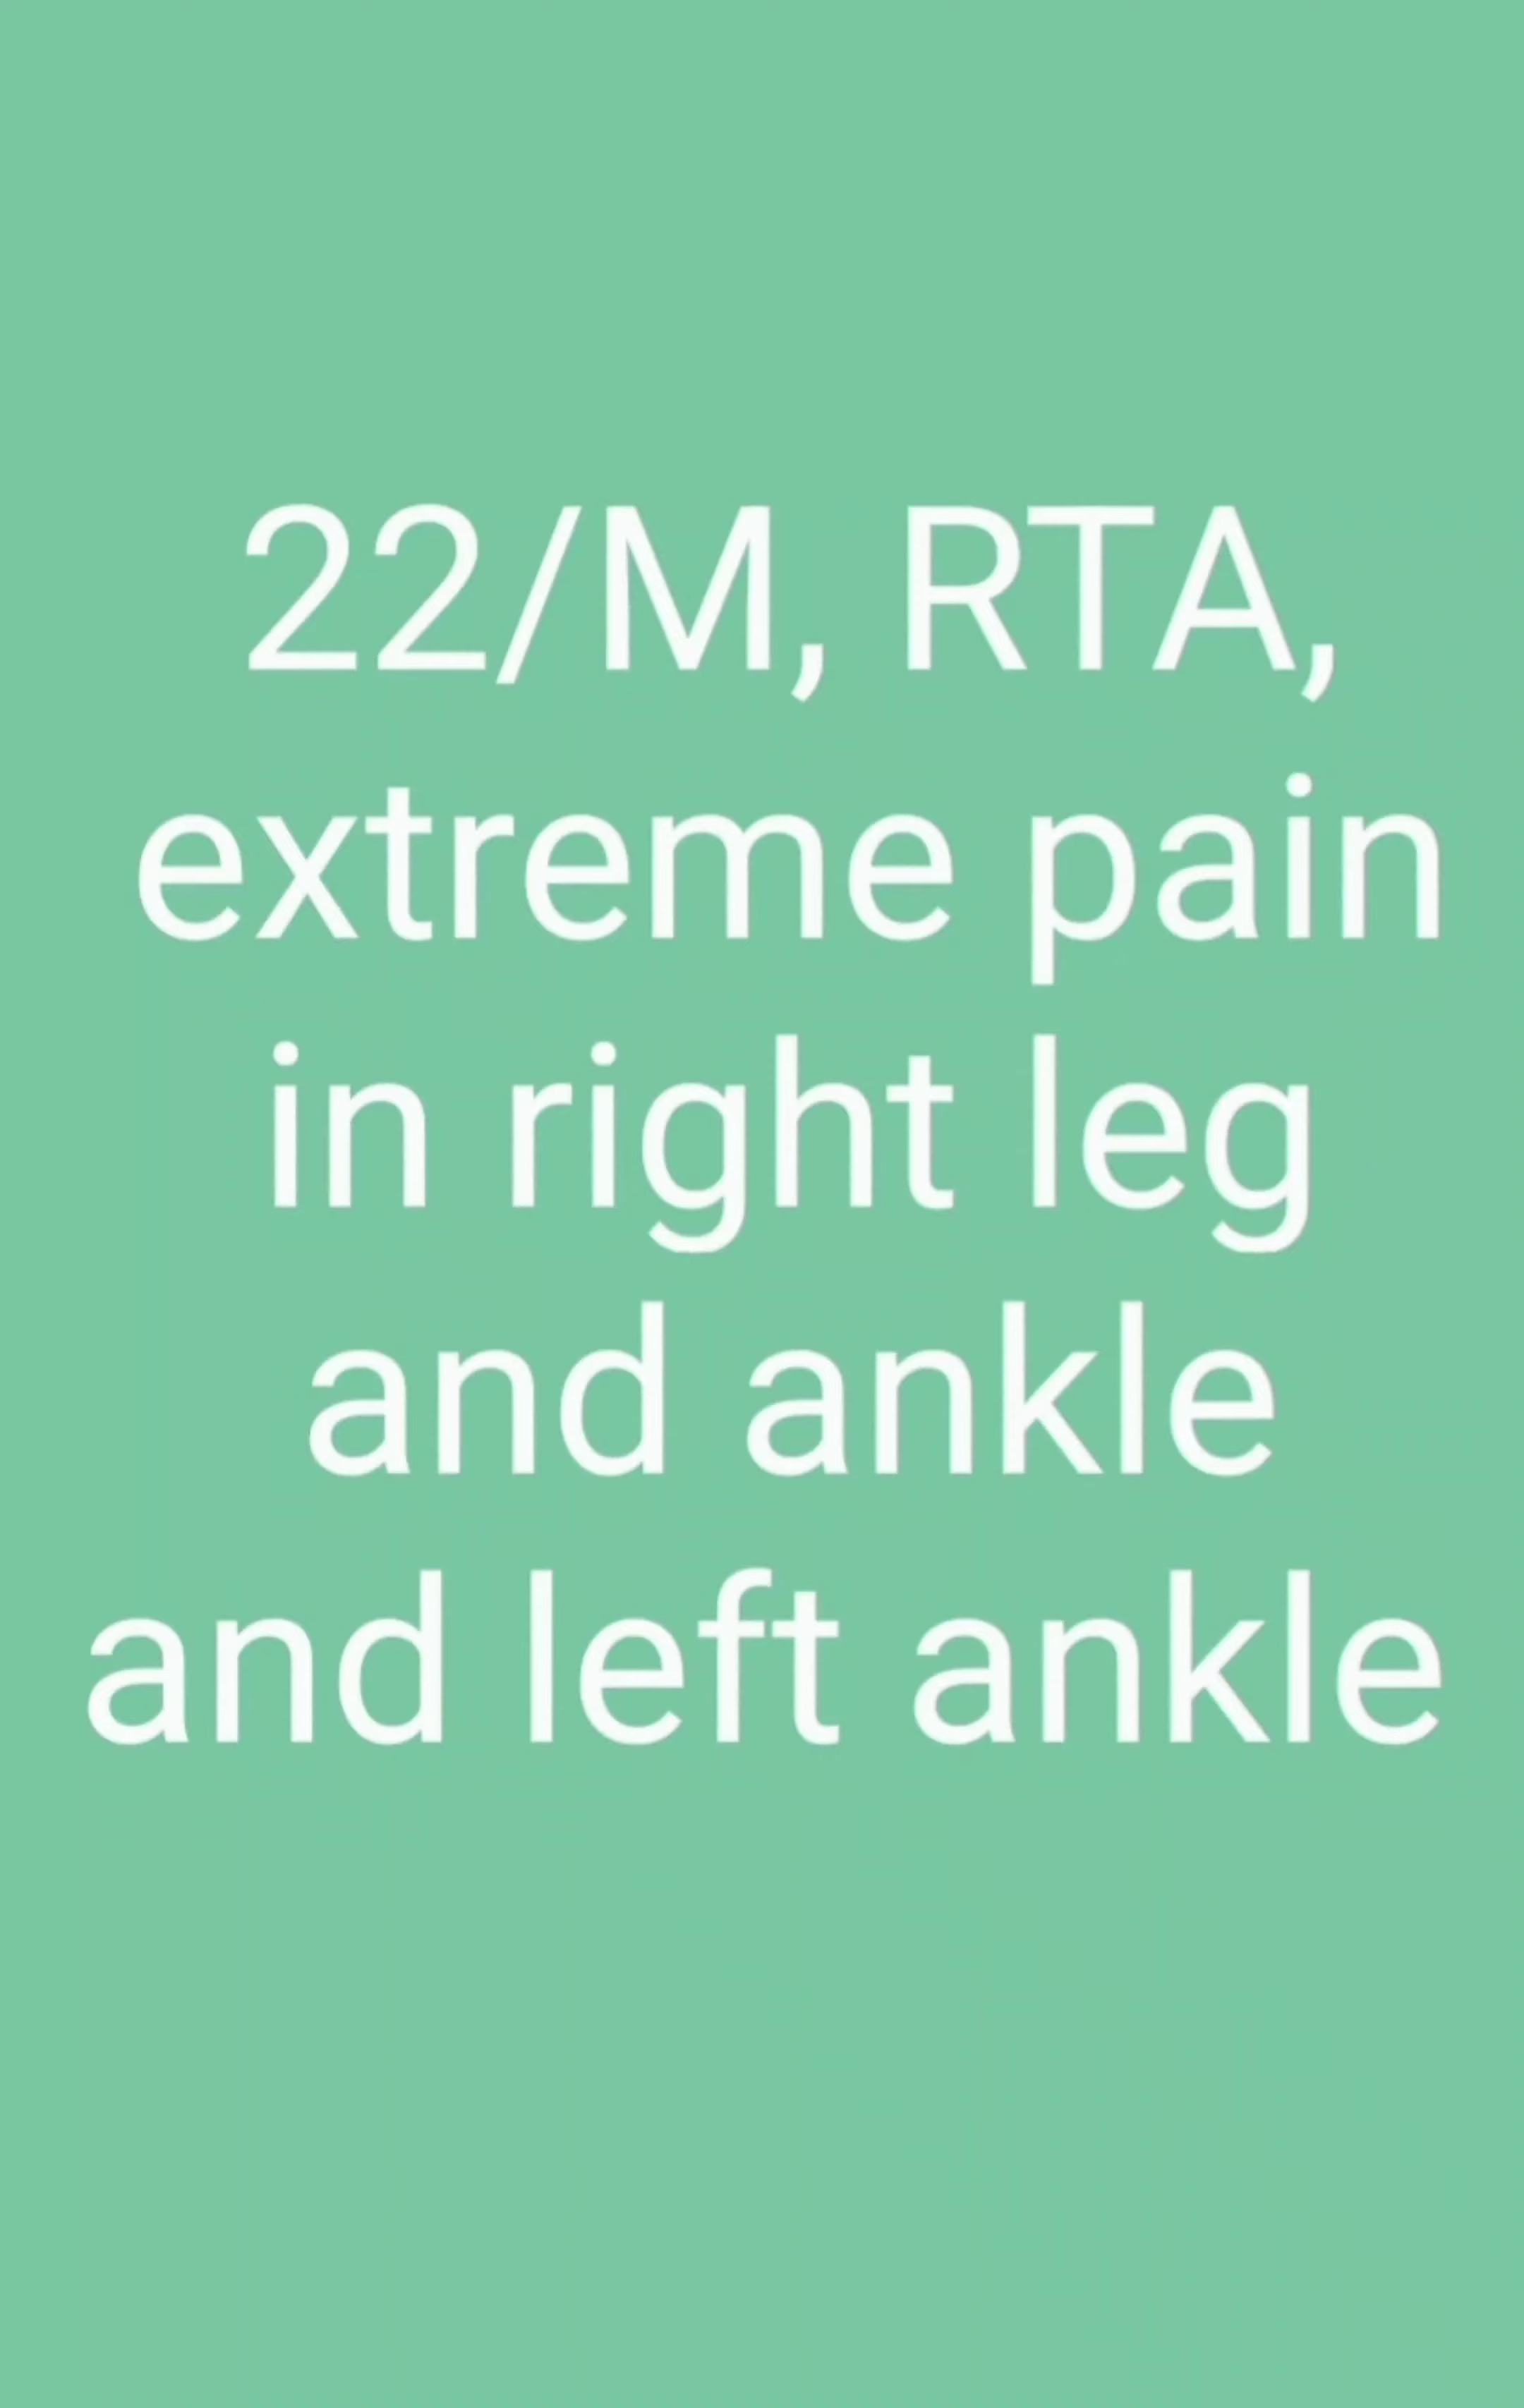 22/M, RTA,
extreme pain
in right leg
and ankle
and left ankle